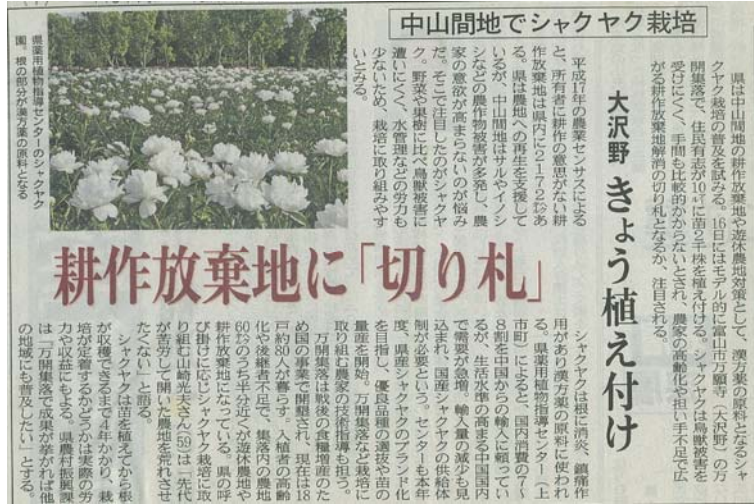 中山間地でシャクヤク栽培
大沢野 きょう植え付け
耕作放棄地に「切り札」
県は中山間地の耕作放棄地や遊休農地対策として、漢方薬の原料となるシャ
クヤク栽培の普及を試みる。16日にはモデル的に富山市万願寺（大沢野）の万
開集落で、住民有志が10㌃に苗2千株を植え付ける。シャクヤクは鳥獣被害を
受けにくく、手間も比較的かからないとされ、農家の高齢化や担い手不足で広
がる耕作放棄地解消の切り札となるか、注目される。
平成17年の農業センサスによる
と、所有者に耕作の意思がない耕
作放棄地は県内に2172㌶あ
る。県は農地への再生を支援して
いるが、中山間地はサルやイノシ
シなどの農作物被害が多発し、農
家の意欲が高まらないのが悩み
だ。そこで注目したのがシャクヤ
ク。野菜や果樹に比べ鳥獣被害に
遭いにくく、水管理などの労力も
少ないため、栽培に取り組みやす
いとみる。
県薬用植物指導センターのシャクヤク
園。根の部分が漢方薬の原料となる
シャクヤクは根に消炎、鎮痛作
用があり漢方薬の原料に使われ
る。県薬用植物指導センター（上
市町）によると、国内消費の7〜
8割を中国からの輸入に頼ってい
るが、生活水準の高まる中国国内
で需要が急増。輸入量の減少も見
込まれ、国産シャクヤクの供給体
制が必要という。センターも本年
度、県産シャクヤクのブランド化
を目指し、優良品種の選抜や苗の
量産を開始。万開集落など栽培に
取り組む農家の技術指導も担う。
万開集落は戦後の食糧増産のた
め国の事業で開墾され、現在は18
戸約80人が暮らす。入植者の高齢
化や後継者不足で、集落内の農地
60㌶のうち半分近くが遊休農地や
耕作放棄地になっている。県の呼
び掛けに応じシャクヤク栽培に取
り組む山崎光夫さん（59）は「先代
が苦労して開いた農地を荒れさせ
たくない」と語る。
シャクヤクは苗を植えてから根
が収穫できるまで4年かかり、栽
培が定着するかどうかは実際の労
力や収益にもよる。県農村振興課
は「万開集落で成果が挙がれば他
の地域にも普及したい」とする。